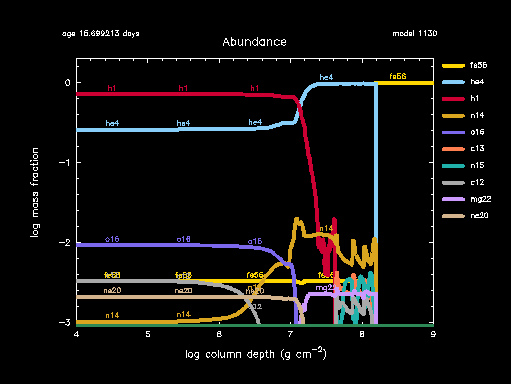 age 16.699213 days
model 1130
Abundance
fe56
he4
h1
n14
o16
c13
n15
c12
mg22
ne20
he4
fe56
h1
h1
h1
he4
he4
he4
n14
o16
o16
o16
fe56
fe56
fe56
fe56
mg22
ne20
ne20
ne20
c12
n14
n14
n14
0
−1
−2
−3
4
5
6
7
8
9
log mass fraction
log column depth (g cm⁻²)